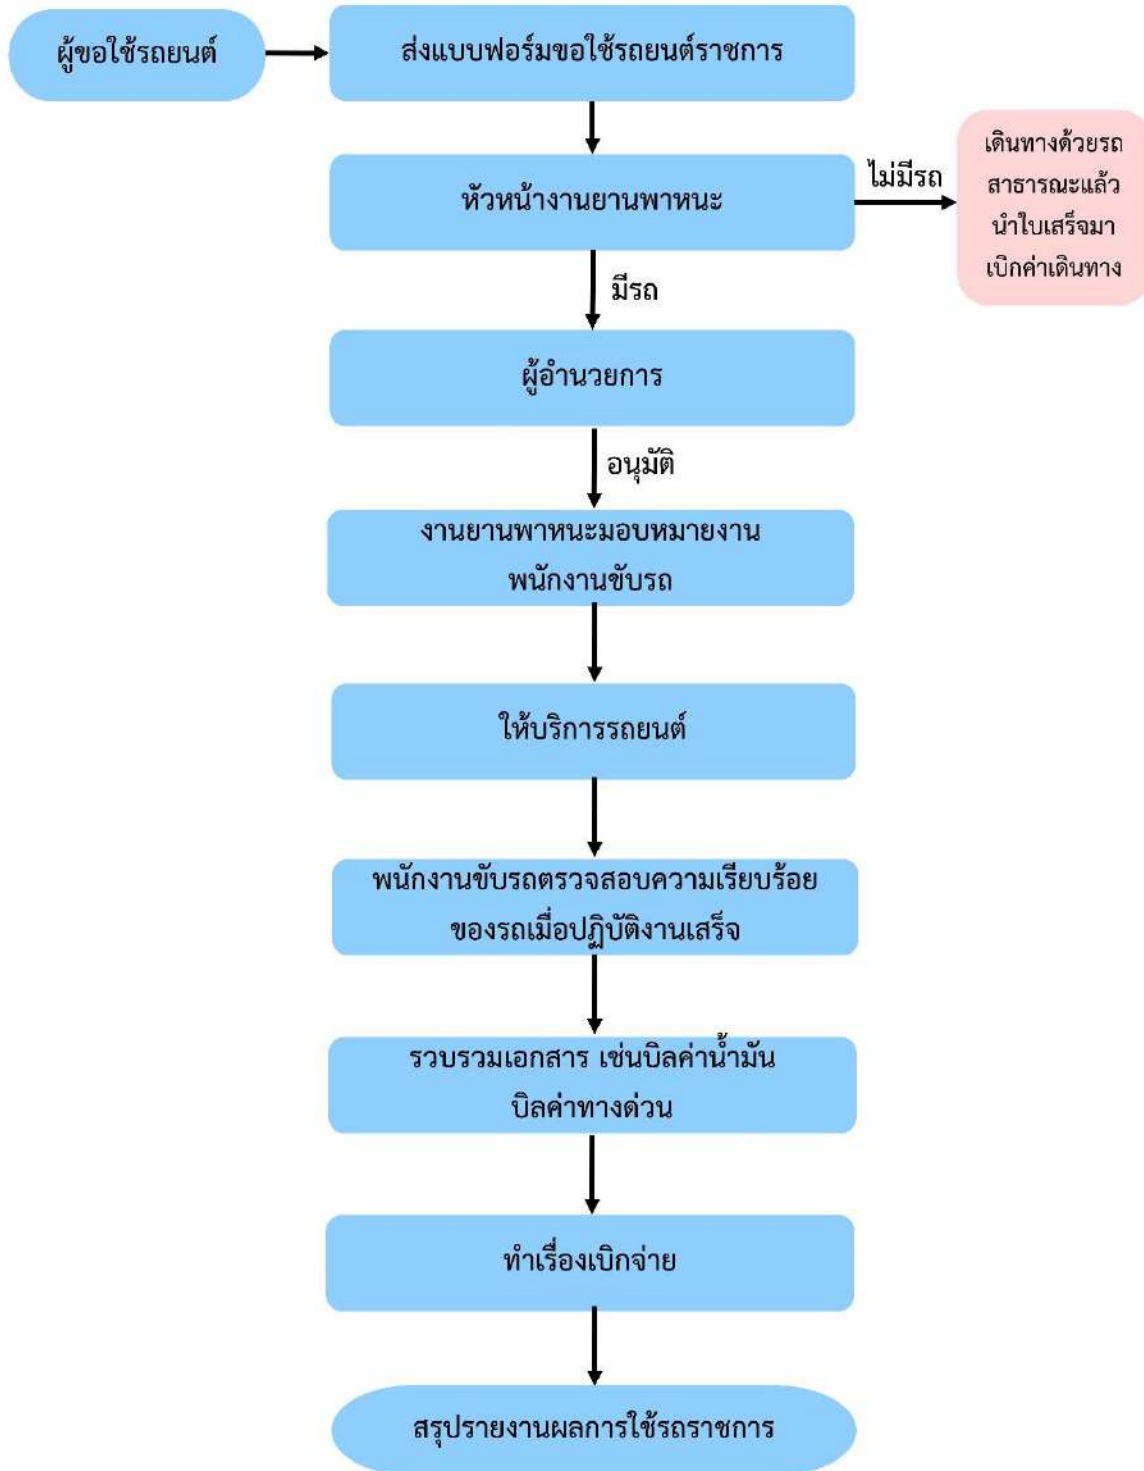 ผู้ขอใช้รถยนต์
ส่งแบบฟอร์มขอใช้รถยนต์ราชการ
หัวหน้างานยานพาหนะ
ไม่มีรถ
เดินทางด้วยรถ
สาธารณะแล้ว
นำใบเสร็จมา
เบิกค่าเดินทาง
มีรถ
ผู้อำนวยการ
อนุมัติ
งานยานพาหนะมอบหมายงาน
พนักงานขับรถ
ให้บริการรถยนต์
พนักงานขับรถตรวจสอบความเรียบร้อย
ของรถเมื่อปฏิบัติงานเสร็จ
รวบรวมเอกสาร เช่นบิลค่าน้ำมัน
บิลค่าทางด่วน
ทำเรื่องเบิกจ่าย
สรุปรายงานผลการใช้รถราชการ